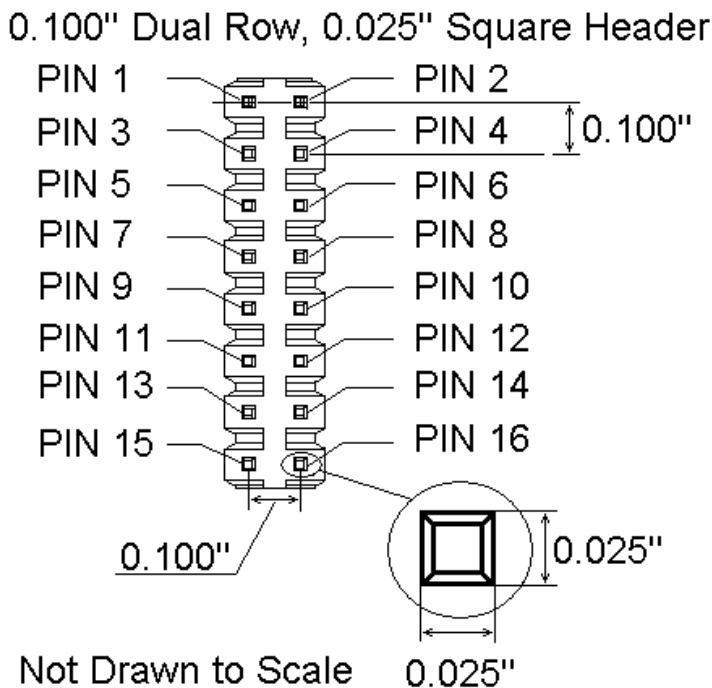 0.100" Dual Row, 0.025" Square Header
PIN 1 PIN 2
0.100"
PIN 3 PIN 4
PIN 5 PIN 6
PIN 7 PIN 8
PIN 9 PIN 10
PIN 11 PIN 12
PIN 13 PIN 14
PIN 15 PIN 16
0.100"
0.025"
Not Drawn to Scale
0.025"